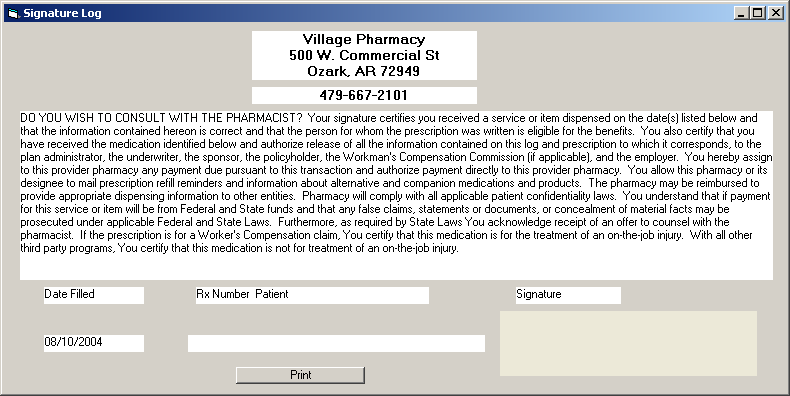 Signature Log
Village Pharmacy
500 W. Commercial St
Ozark, AR 72949
479-667-2101
DO YOU WISH TO CONSULT WITH THE PHARMACIST?  Your signature certifies you received a service or item dispensed on the date(s) listed below and
that the information contained hereon is correct and that the person for whom the prescription was written is eligible for the benefits.  You also certify that you
have received the medication identified below and authorize release of all the information contained on this log and prescription to which it corresponds, to the
plan administrator, the underwriter, the sponsor, the policyholder, the Workman's Compensation Commission (if applicable), and the employer.  You hereby assign
to this provider pharmacy any payment due pursuant to this transaction and authorize payment directly to this provider pharmacy.  You allow this pharmacy or its
designee to mail prescription refill reminders and information about alternative and companion medications and products.  The pharmacy may be reimbursed to
provide appropriate dispensing information to other entities.  Pharmacy will comply with all applicable patient confidentiality laws.  You understand that if payment
for this service or item will be from Federal and State funds and that any false claims, statements or documents, or concealment of material facts may be
prosecuted under applicable Federal and State Laws.  Furthermore, as required by State Laws You acknowledge receipt of an offer to counsel with the
pharmacist.  If the prescription is for a Worker's Compensation claim, You certify that this medication is for the treatment of an on-the-job injury.  With all other
third party programs, You certify that this medication is not for treatment of an on-the-job injury.
Date Filled Rx Number Patient Signature
08/10/2004
Print